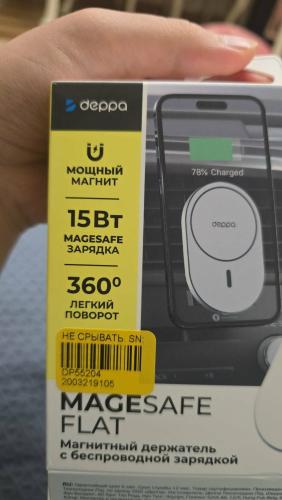 deppa
МОЩНЫЙ
МАГНИТ
78% Charged
15Вт
MAGESAFE
ЗАРЯДКА
deppa
360⁰
ЛЕГКИЙ
ПОВОРОТ
НЕ СРЫВАТЬ SN:
DP55204
2003219105
MAGESAFE
FLAT
Магнитный держатель
с беспроводной зарядкой